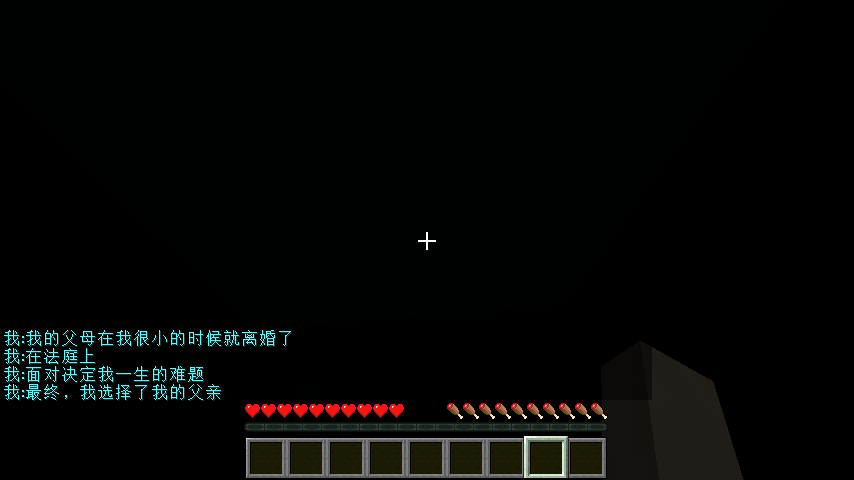 我:我的父母在我很小的时候就离婚了
我:在法庭上
我:面对决定我一生的难题
我:最终，我选择了我的父亲